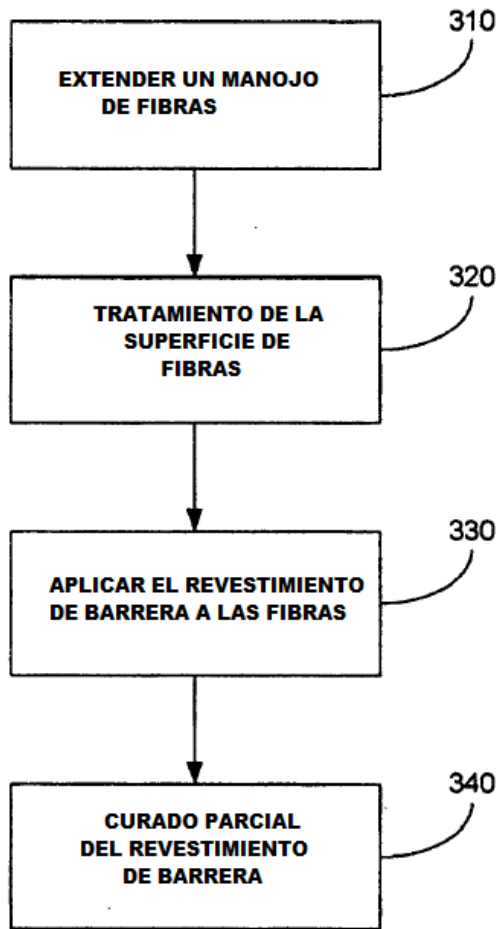 310
EXTENDER UN MANOJO
DE FIBRAS
320
TRATAMIENTO DE LA
SUPERFICIE DE
FIBRAS
330
APLICAR EL REVESTIMIENTO
DE BARRERA A LAS FIBRAS
340
CURADO PARCIAL
DEL REVESTIMIENTO
DE BARRERA